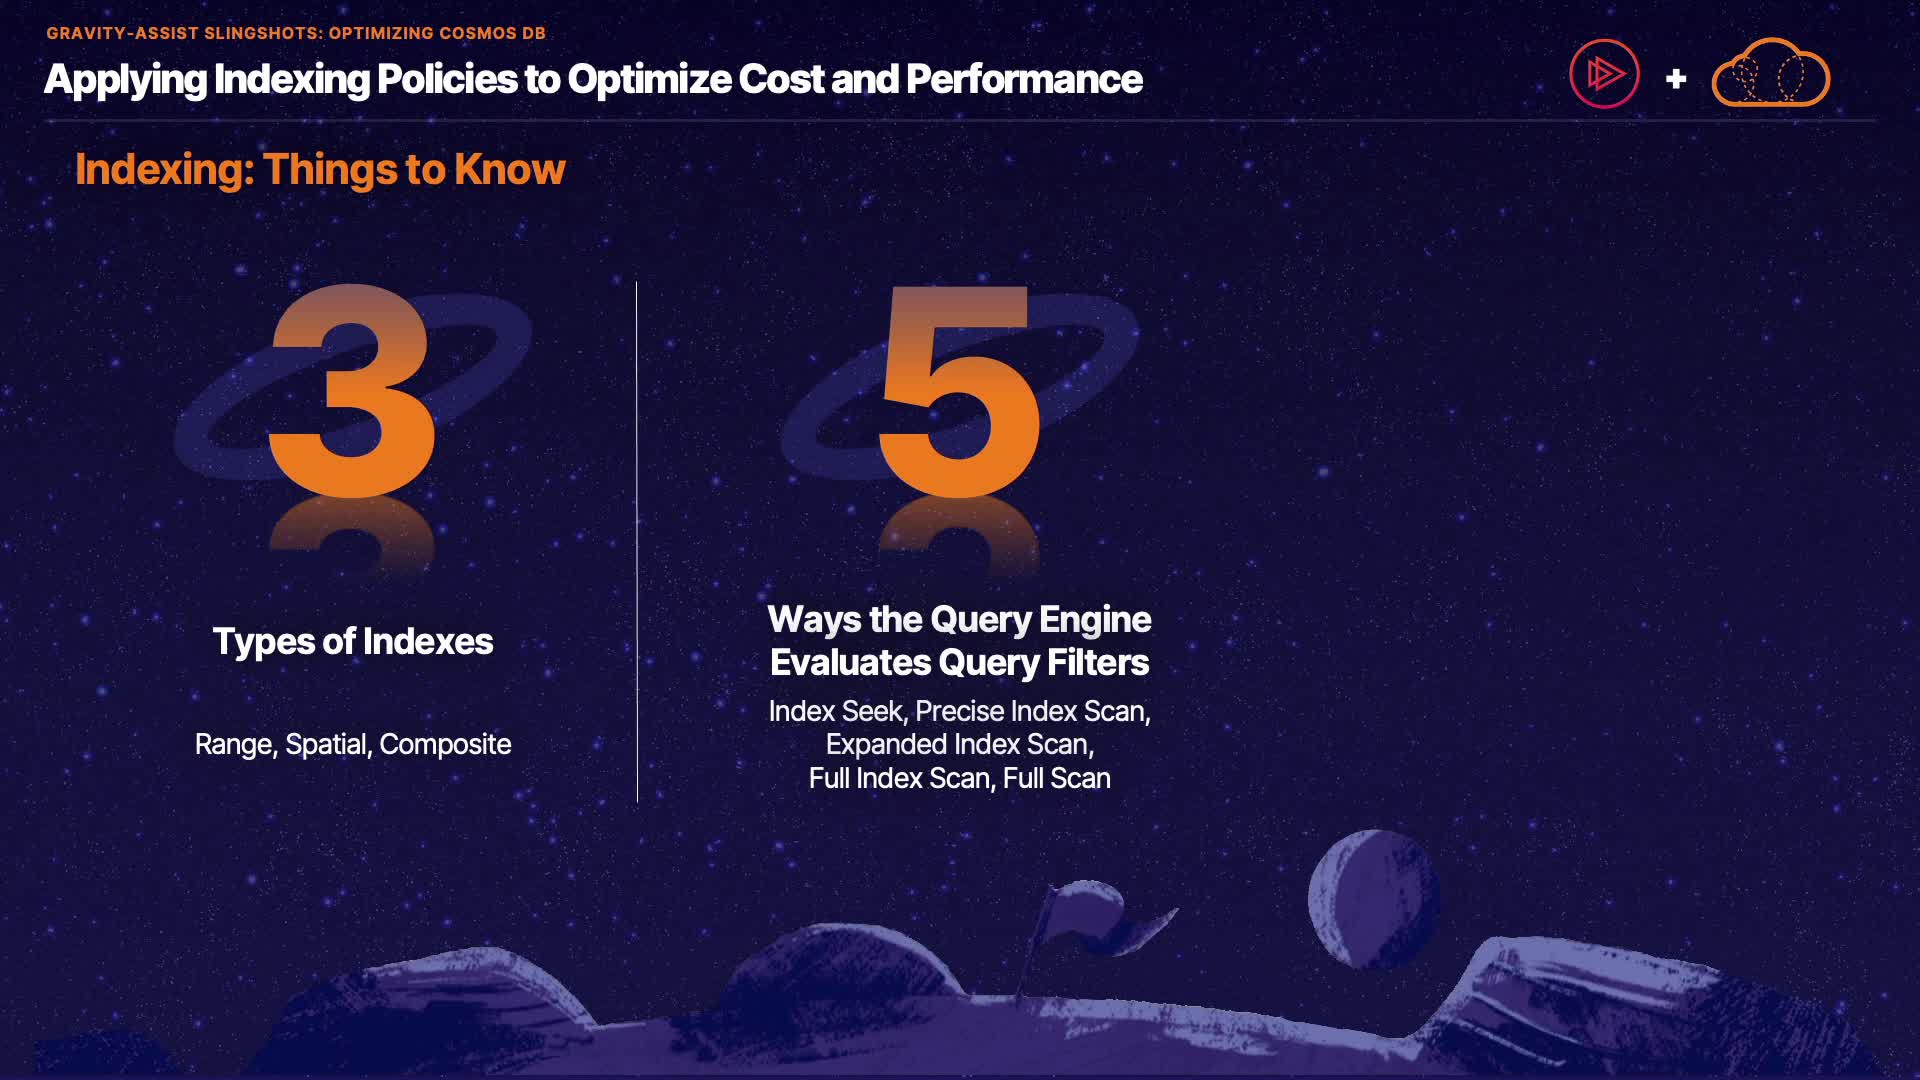 GRAVITY-ASSIST SLINGSHOTS: OPTIMIZING COSMOS DB
Applying Indexing Policies to Optimize Cost and Performance
+
Indexing: Things to Know
3
Types of Indexes
Range, Spatial, Composite
5
Ways the Query Engine
Evaluates Query Filters
Index Seek, Precise Index Scan,
Expanded Index Scan,
Full Index Scan, Full Scan